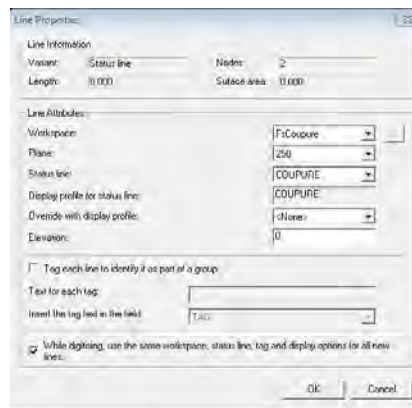 Line Properties
Line Information
Variant: Status line Nodes: 2
Length: 0.000 Suface area: 0.000
Line Attributes
Workspace: FsCoupure
Plane: 250
Status line: COUPURE
Display profile for status line: COUPURE
Override with display profile: <None>
Elevation: 0
Tag each line to identify it as part of a group
Text for each tag:
Insert the tag text in the field: TAG
While digitising, use the same workspace, status line, tag and display options for all new
lines.
OK Cancel